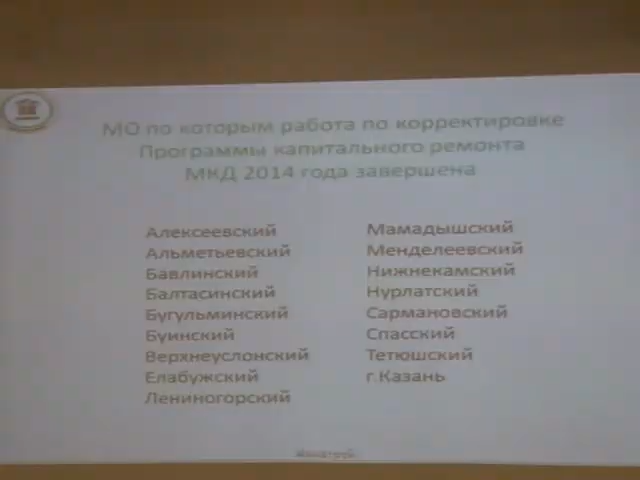 МО по которым работа по корректировке
Программы капитального ремонта
МКД 2014 года завершена
Алексеевский
Альметьевский
Бавлинский
Балтасинский
Бугульминский
Буинский
Верхнеуслонский
Елабужский
Лениногорский
Мамадышский
Менделеевский
Нижнекамский
Нурлатский
Сармановский
Спасский
Тетюшский
г.Казань